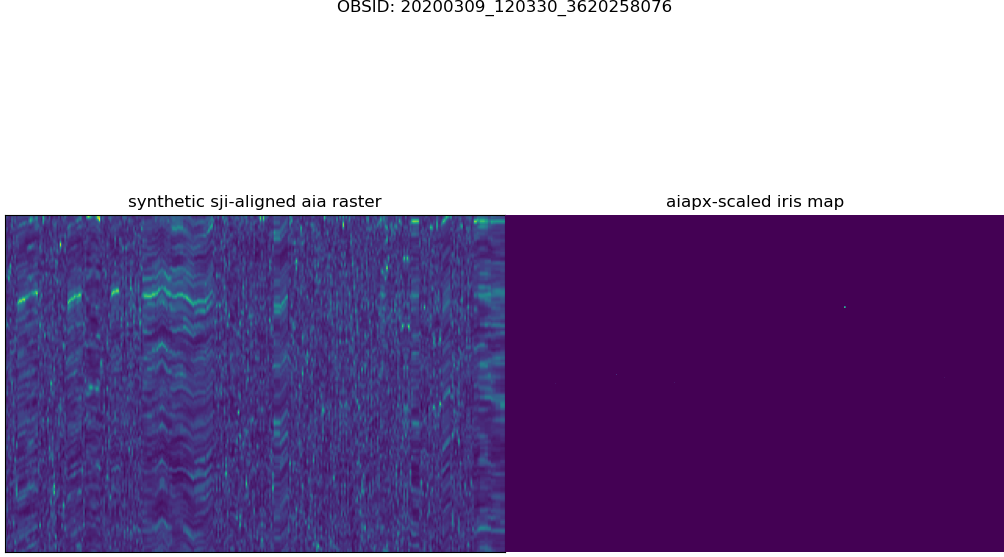 OBSID: 20200309_120330_3620258076
synthetic sji-aligned aia raster
aiapx-scaled iris map